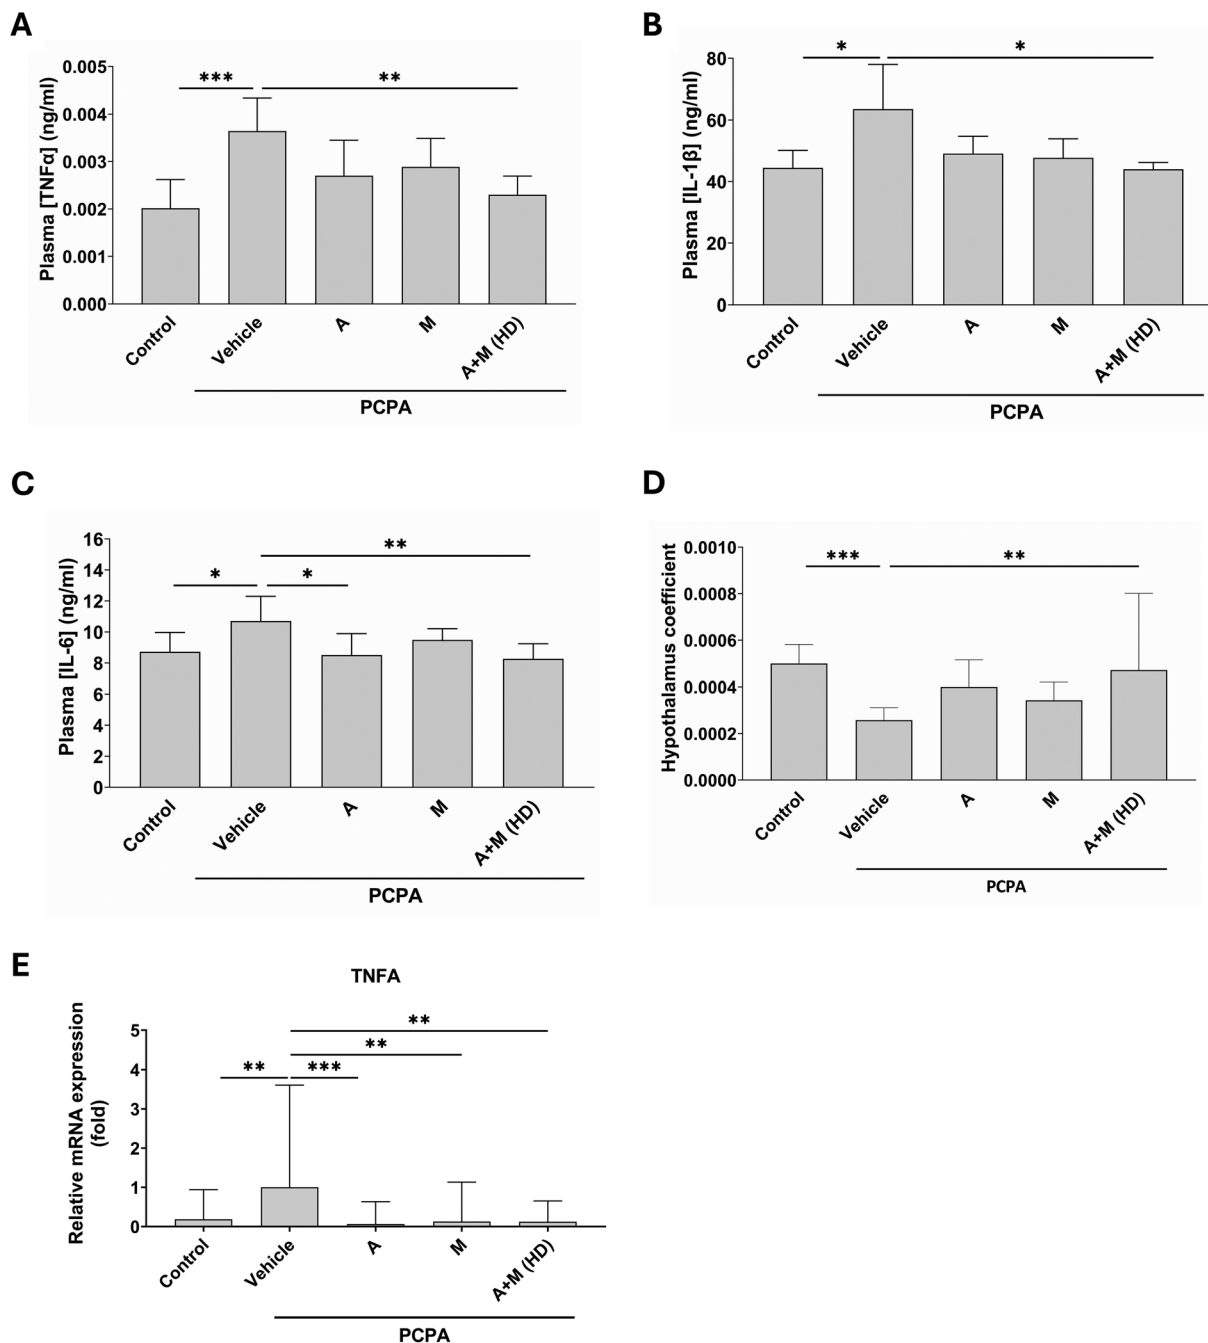 A
Plasma [TNFα] (ng/ml)
0.005
0.004
0.003
0.002
0.001
0.000
***
**
Control
Vehicle
A
M
A+M (HD)
PCPA
B
Plasma [IL-1β] (ng/ml)
80
60
40
20
0
*
*
Control
Vehicle
A
M
A+M (HD)
PCPA
C
Plasma [IL-6] (ng/ml)
16
14
12
10
8
6
4
2
0
**
*
*
Control
Vehicle
A
M
A+M (HD)
PCPA
D
Hypothalamus coefficient
0.0010
0.0008
0.0006
0.0004
0.0002
0.0000
***
**
Control
Vehicle
A
M
A+M (HD)
PCPA
E
TNFA
Relative mRNA expression
(fold)
5
4
3
2
1
0
**
**
**
***
Control
Vehicle
A
M
A+M (HD)
PCPA